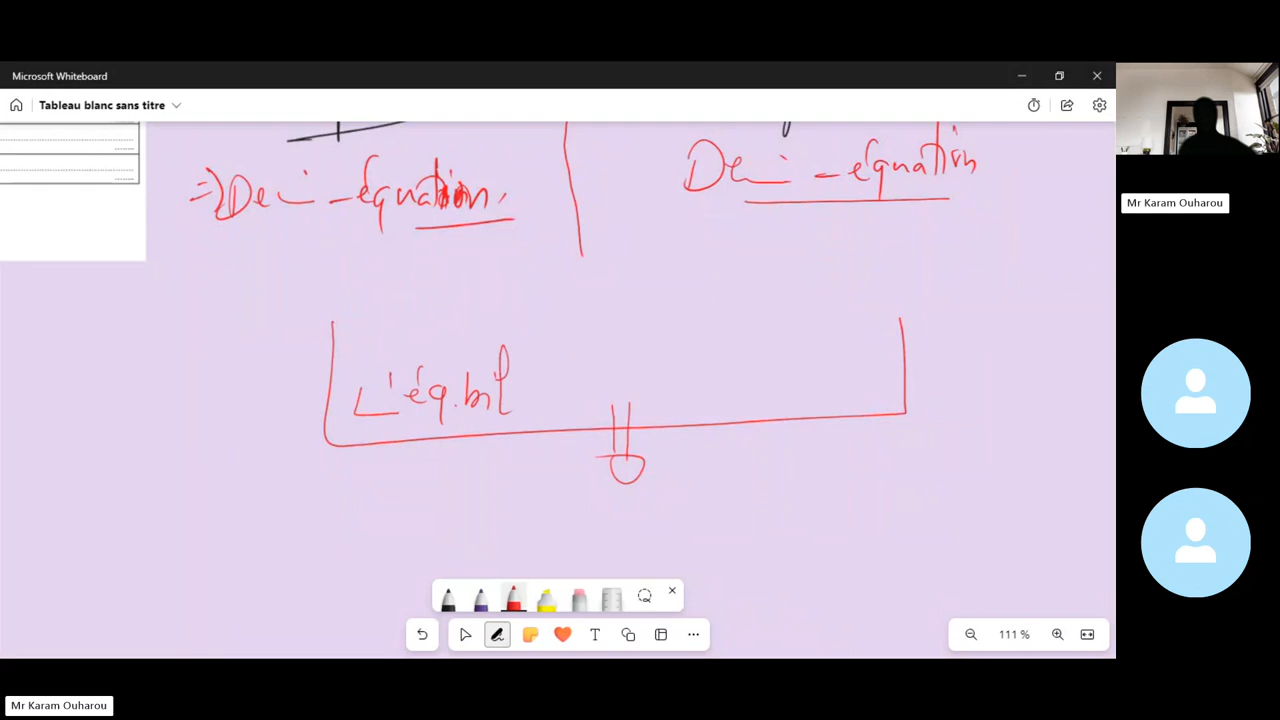 Microsoft Whiteboard
Tableau blanc sans titre
⇒ Demi-équation.
Demi-équation
L'éq.bil
111 %
Mr Karam Ouharou
Mr Karam Ouharou